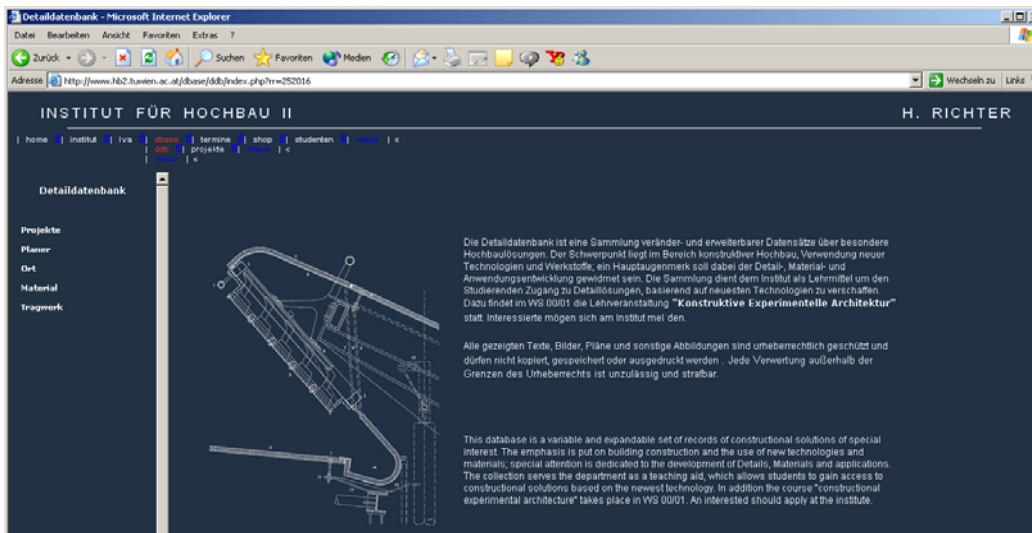 Detaildatenbank - Microsoft Internet Explorer
Datei Bearbeiten Ansicht Favoriten Extras ?
Zurück Suchen Favoriten Medien
Adresse http://www.hb2.tuwien.ac.at/dbase/ddb/index.php?rr=252016 Wechseln zu Links
INSTITUT FÜR HOCHBAU II H. RICHTER
| home | institut | lva | dbase | termine | shop | studenten | | «
| ddb | projekte | | «
| | «
Detaildatenbank
Projekte
Planer
Ort
Material
Tragwerk
Die Detaildatenbank ist eine Sammlung veränder- und erweiterbarer Datensätze über besondere
Hochbaulösungen. Der Schwerpunkt liegt im Bereich konstruktiver Hochbau, Verwendung neuer
Technologien und Werkstoffe; ein Hauptaugenmerk soll dabei der Detail-, Material- und
Anwendungsentwicklung gewidmet sein. Die Sammlung dient dem Institut als Lehrmittel um den
Studierenden Zugang zu Detaillösungen, basierend auf neuesten Technologien zu verschaffen.
Dazu findet im WS 00/01 die Lehrveranstaltung "Konstruktive Experimentelle Architektur"
statt. Interessierte mögen sich am Institut mel den.
Alle gezeigten Texte, Bilder, Pläne und sonstige Abbildungen sind urheberrechtlich geschützt und
dürfen nicht kopiert, gespeichert oder ausgedruckt werden . Jede Verwertung außerhalb der
Grenzen des Urheberrechts ist unzulässig und strafbar.
This database is a variable and expandable set of records of constructional solutions of special
interest. The emphasis is put on building construction and the use of new technologies and
materials; special attention is dedicated to the development of Details, Materials and applications.
The collection serves the department as a teaching aid, which allows students to gain access to
constructional solutions based on the newest technology. In addition the course "constructional
experimental architecture" takes place in WS 00/01. An interested should apply at the institute.